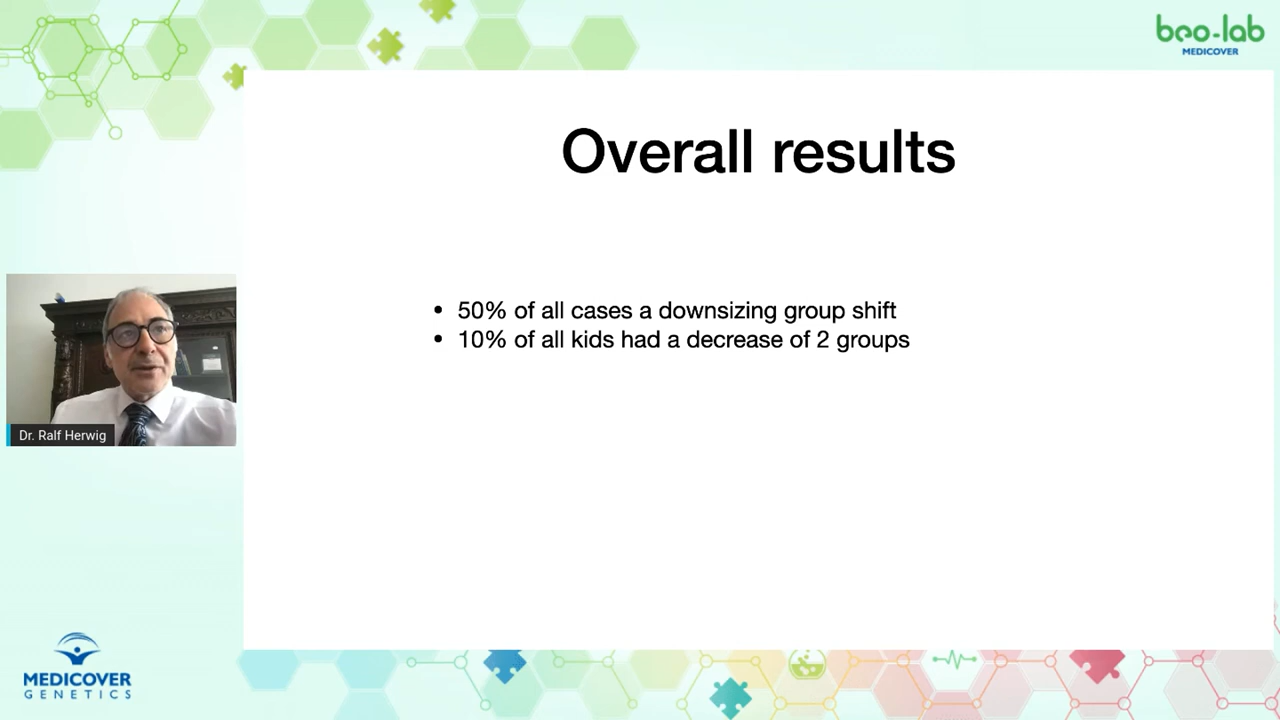 beo-lab
MEDICOVER
Overall results
• 50% of all cases a downsizing group shift
• 10% of all kids had a decrease of 2 groups
Dr. Ralf Herwig
MEDICOVER
GENETICS